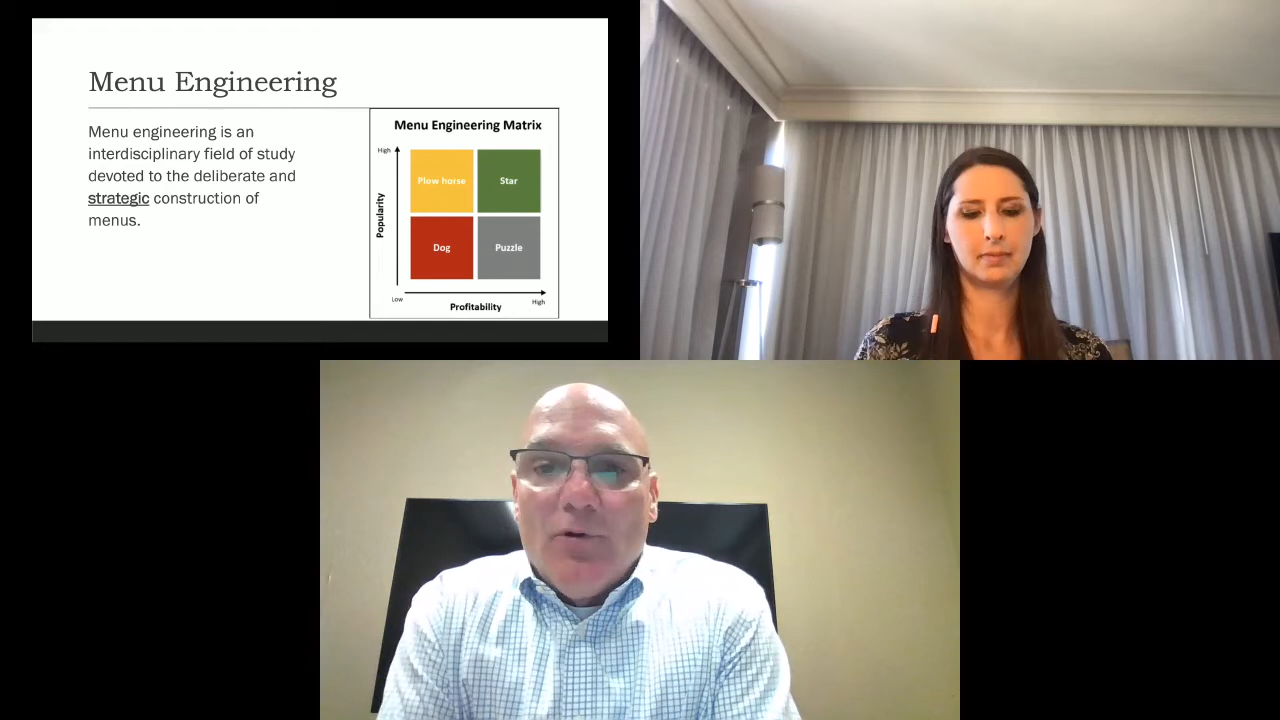 Menu Engineering
Menu engineering is an
interdisciplinary field of study
devoted to the deliberate and
strategic construction of
menus.
Menu Engineering Matrix
High
Popularity
Plow horse
Star
Dog
Puzzle
Low
High
Profitability